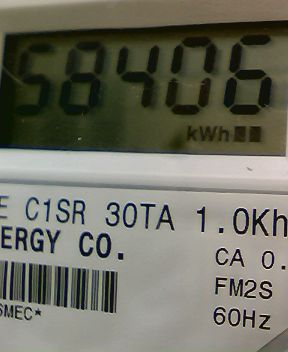 58406
kWh
E C1SR 30TA 1.0Kh
ERGY CO.
CA 0.
FM2S
60Hz
SMEC*